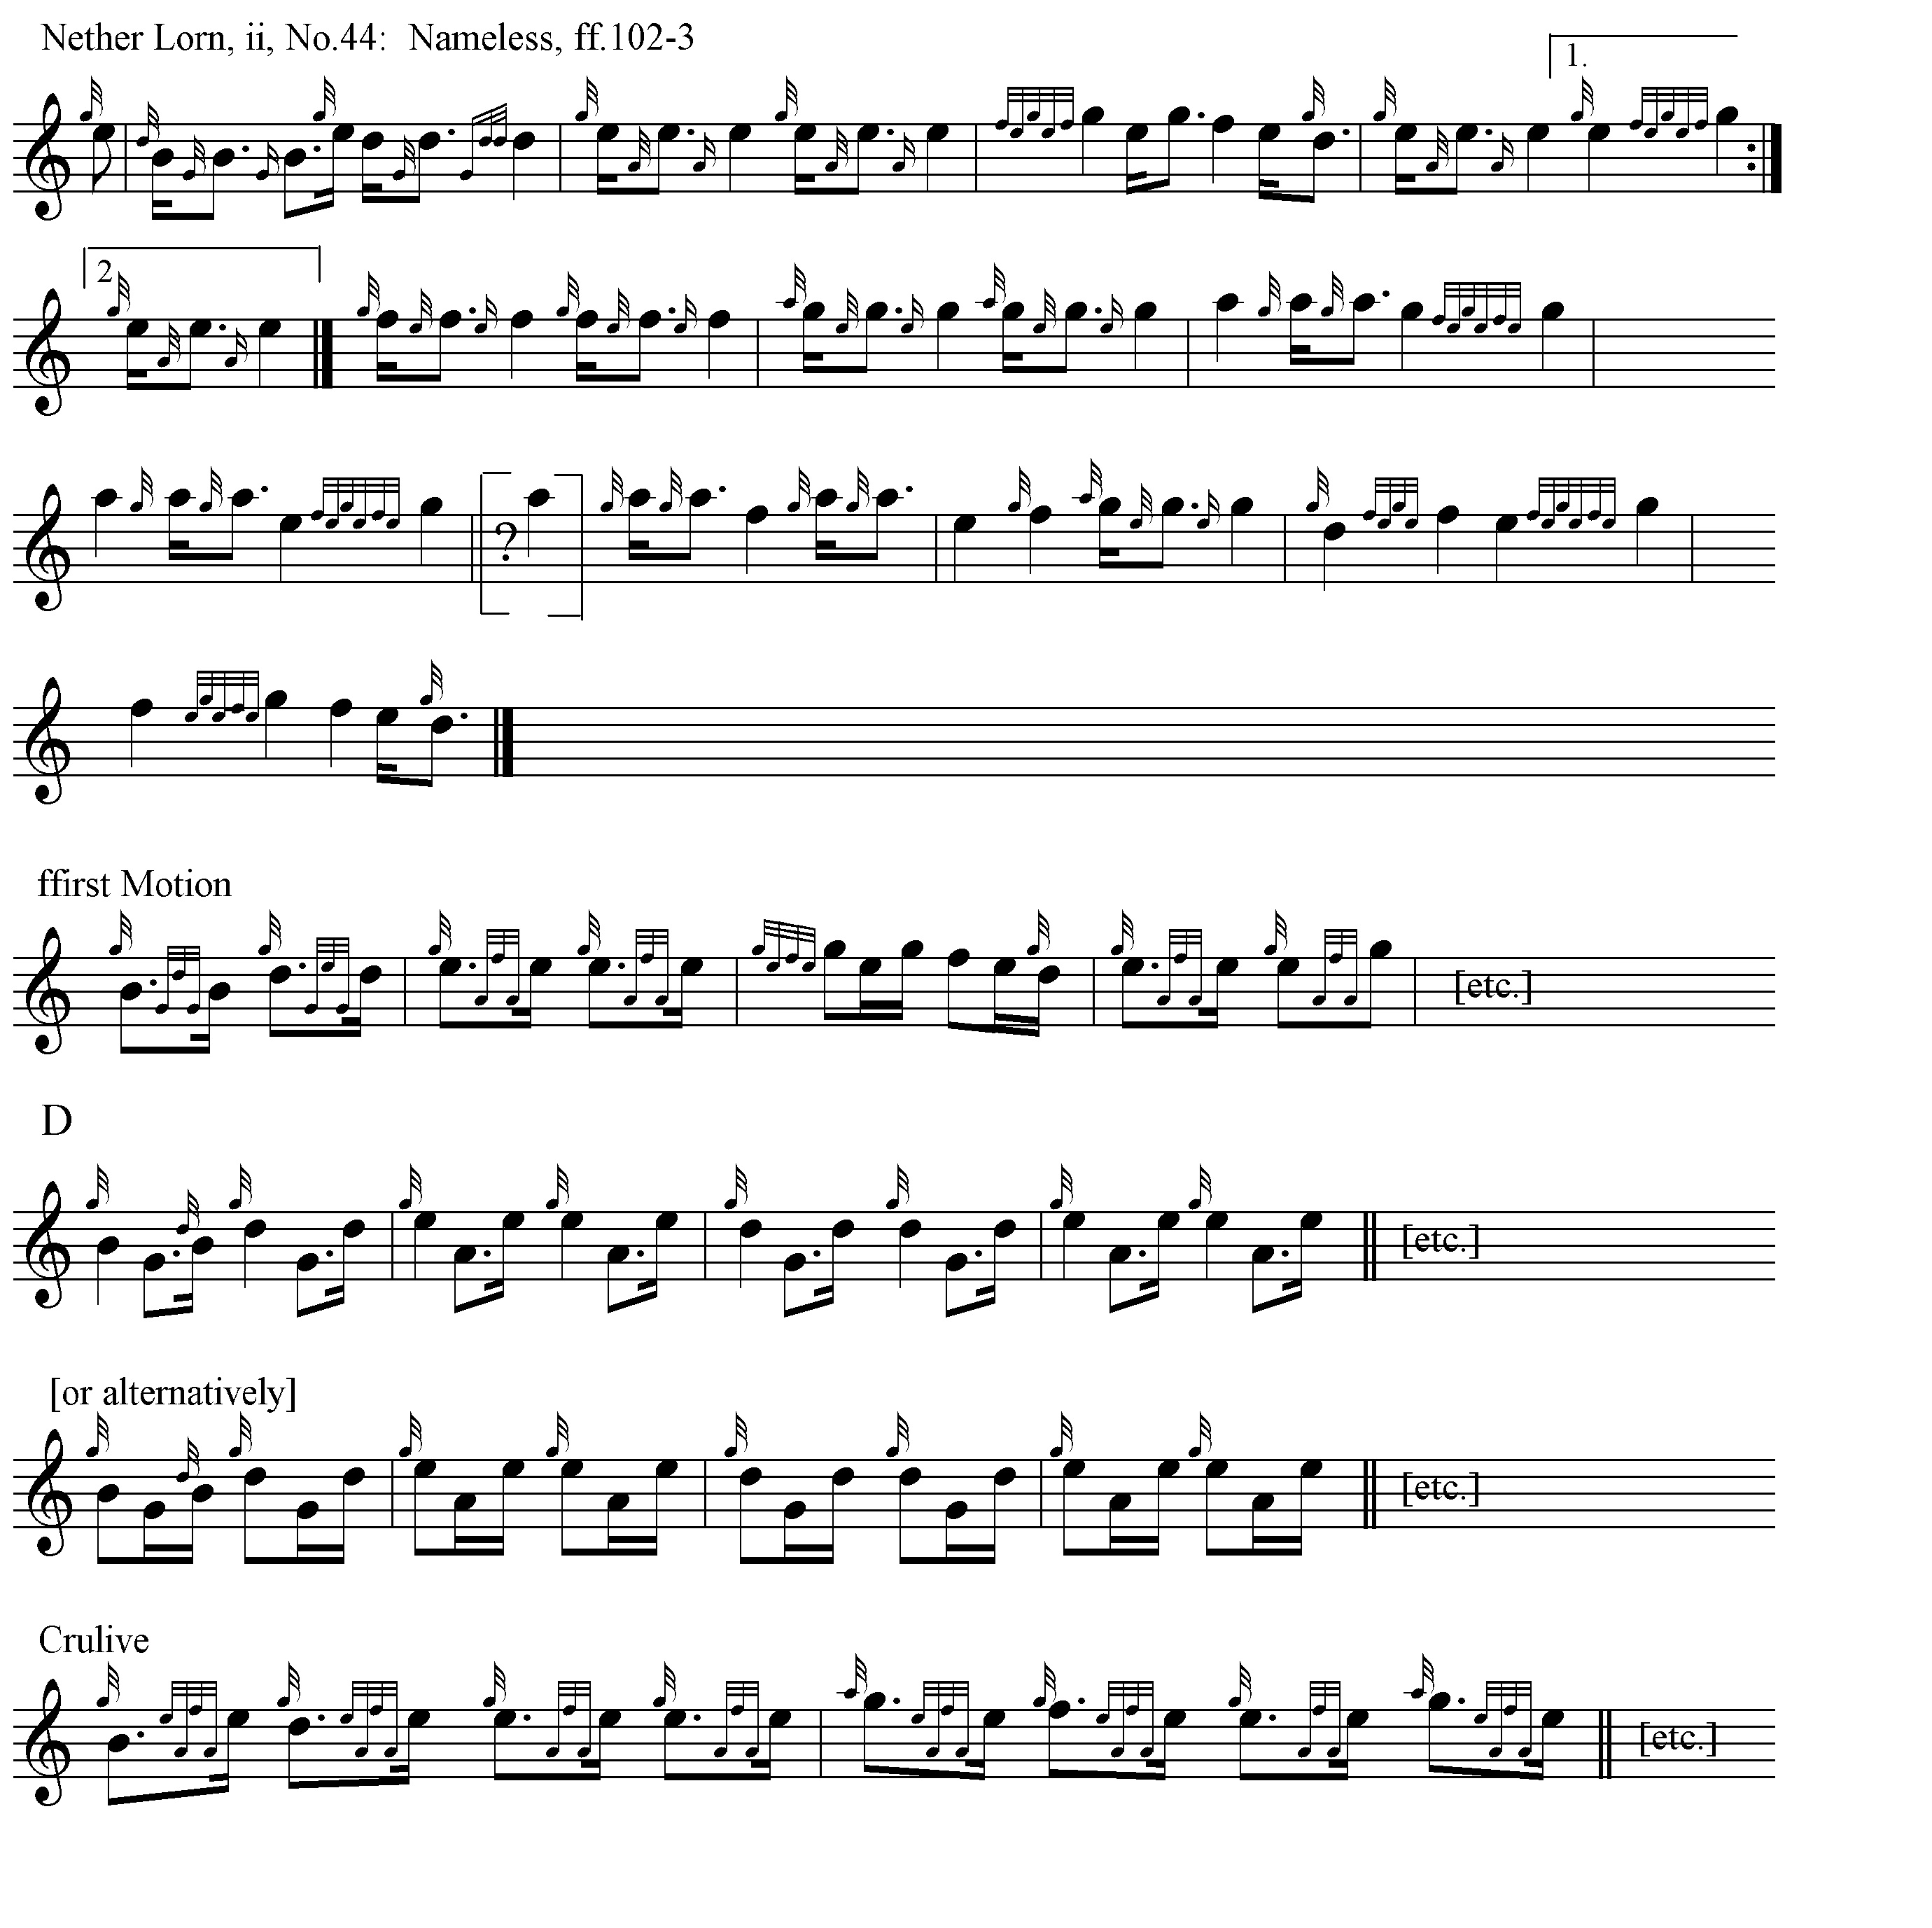 Nether Lorn, ii, No.44: Nameless, ff.102-3
1.
2
?
ffirst Motion
[etc.]
D
[etc.]
[or alternatively]
[etc.]
Crulive
[etc.]